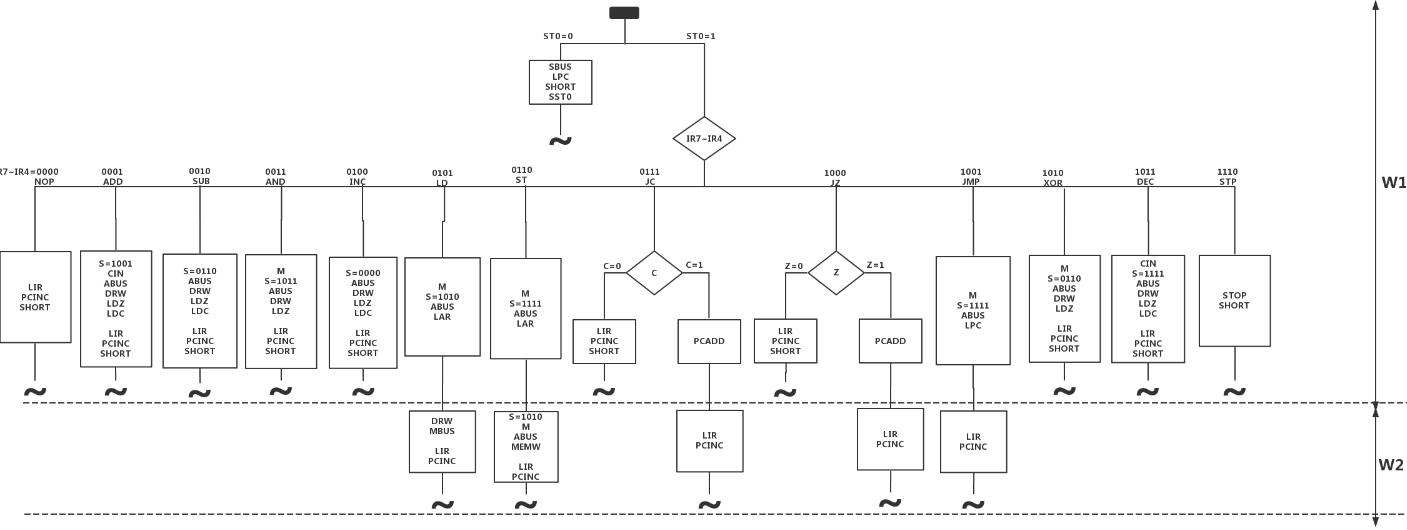 ST0=0
ST0=1
SBUS
LPC
SHORT
SST0
IR7~IR4
R7~IR4=0000
NOP
0001
ADD
0010
SUB
0011
AND
0100
INC
0101
LD
0110
ST
0111
JC
1000
JZ
1001
JMP
1010
XOR
1011
DEC
1110
STP
W1
LIR
PCINC
SHORT
S=1001
CIN
ABUS
DRW
LDZ
LDC
LIR
PCINC
SHORT
S=0110
ABUS
DRW
LDZ
LDC
LIR
PCINC
SHORT
M
S=1011
ABUS
DRW
LDZ
LIR
PCINC
SHORT
S=0000
ABUS
DRW
LDZ
LDC
LIR
PCINC
SHORT
M
S=1010
ABUS
LAR
M
S=1111
ABUS
LAR
C=0
C
C=1
LIR
PCINC
SHORT
PCADD
Z=0
Z
Z=1
LIR
PCINC
SHORT
PCADD
M
S=1111
ABUS
LPC
M
S=0110
ABUS
DRW
LDZ
LIR
PCINC
SHORT
CIN
S=1111
ABUS
DRW
LDZ
LDC
LIR
PCINC
SHORT
STOP
SHORT
DRW
MBUS
LIR
PCINC
S=1010
M
ABUS
MEMW
LIR
PCINC
LIR
PCINC
LIR
PCINC
LIR
PCINC
W2